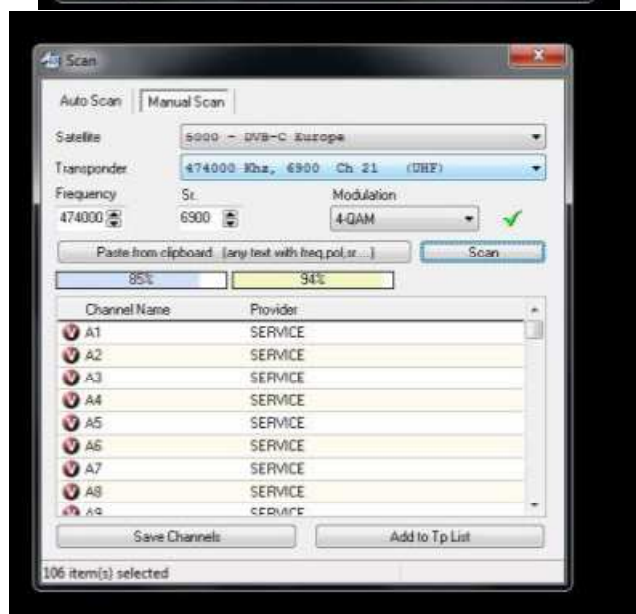 Scan
Auto Scan Manual Scan
Satellite 5000 - DVB-C Europe
Transponder 474000 Khz, 6900 Ch 21 (UHF)
Frequency Sr. Modulation
474000 6900 4-QAM
Paste from clipboard (any text with freq,pol,sr ...) Scan
85% 94%
Channel Name Provider
A1 SERVICE
A2 SERVICE
A3 SERVICE
A4 SERVICE
A5 SERVICE
A6 SERVICE
A7 SERVICE
A8 SERVICE
A9 SERVICE
Save Channels Add to Tp List
106 item(s) selected